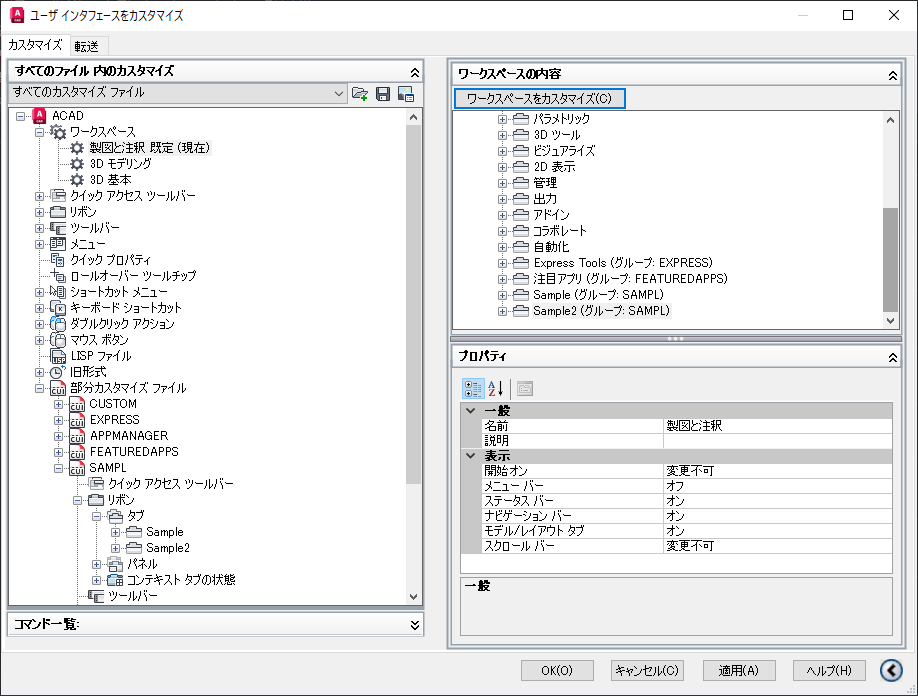 ユーザ インタフェースをカスタマイズ
カスタマイズ
転送
すべてのファイル 内のカスタマイズ
すべてのカスタマイズ ファイル
ACAD
ワークスペース
製図と注釈 既定 (現在)
3D モデリング
3D 基本
クイック アクセス ツールバー
リボン
ツールバー
メニュー
クイック プロパティ
ロールオーバー ツールチップ
ショートカット メニュー
キーボード ショートカット
ダブルクリック アクション
マウス ボタン
LISP ファイル
旧形式
部分カスタマイズ ファイル
CUSTOM
EXPRESS
APPMANAGER
FEATUREDAPPS
SAMPL
クイック アクセス ツールバー
リボン
タブ
Sample
Sample2
パネル
コンテキスト タブの状態
ツールバー
コマンド一覧:
ワークスペースの内容
ワークスペースをカスタマイズ(C)
パラメトリック
3D ツール
ビジュアライズ
2D 表示
管理
出力
アドイン
コラボレート
自動化
Express Tools (グループ: EXPRESS)
注目アプリ (グループ: FEATUREDAPPS)
Sample (グループ: SAMPL)
Sample2 (グループ: SAMPL)
プロパティ
一般
名前 製図と注釈
説明
表示
開始オン 変更不可
メニュー バー オフ
ステータス バー オン
ナビゲーション バー オン
モデル/レイアウト タブ オン
スクロール バー 変更不可
一般
OK(O)
キャンセル(C)
適用(A)
ヘルプ(H)